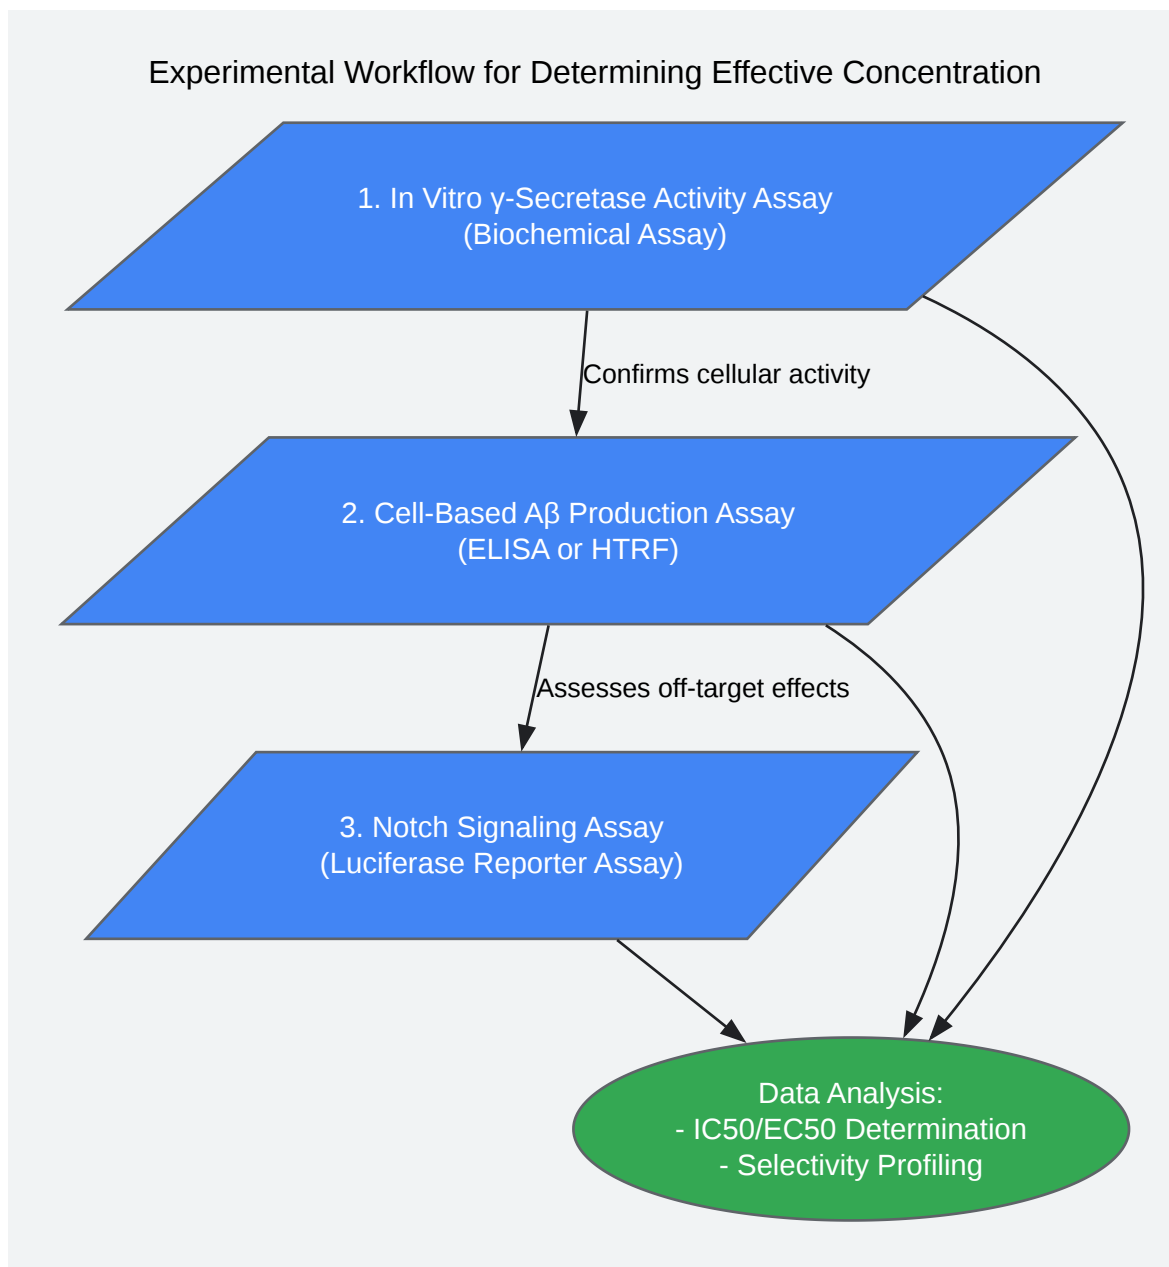 Experimental Workflow for Determining Effective Concentration
1. In Vitro γ-Secretase Activity Assay
(Biochemical Assay)
Confirms cellular activity
2. Cell-Based Aβ Production Assay
(ELISA or HTRF)
Assesses off-target effects
3. Notch Signaling Assay
(Luciferase Reporter Assay)
Data Analysis:
- IC50/EC50 Determination
- Selectivity Profiling